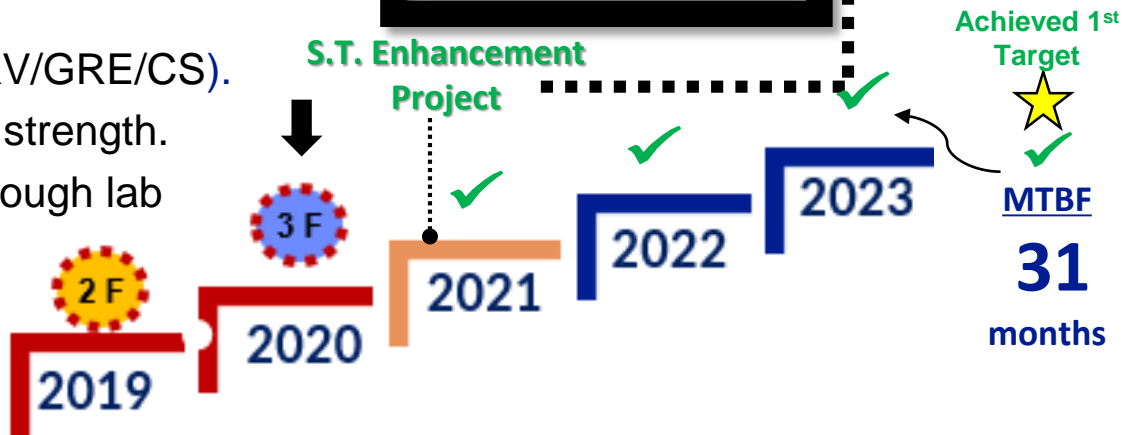 V/GRE/CS).
strength.
ough lab
S.T. Enhancement
Project
Achieved 1st
Target
2 F
3 F
2019
2020
2021
2022
2023
MTBF
31
months